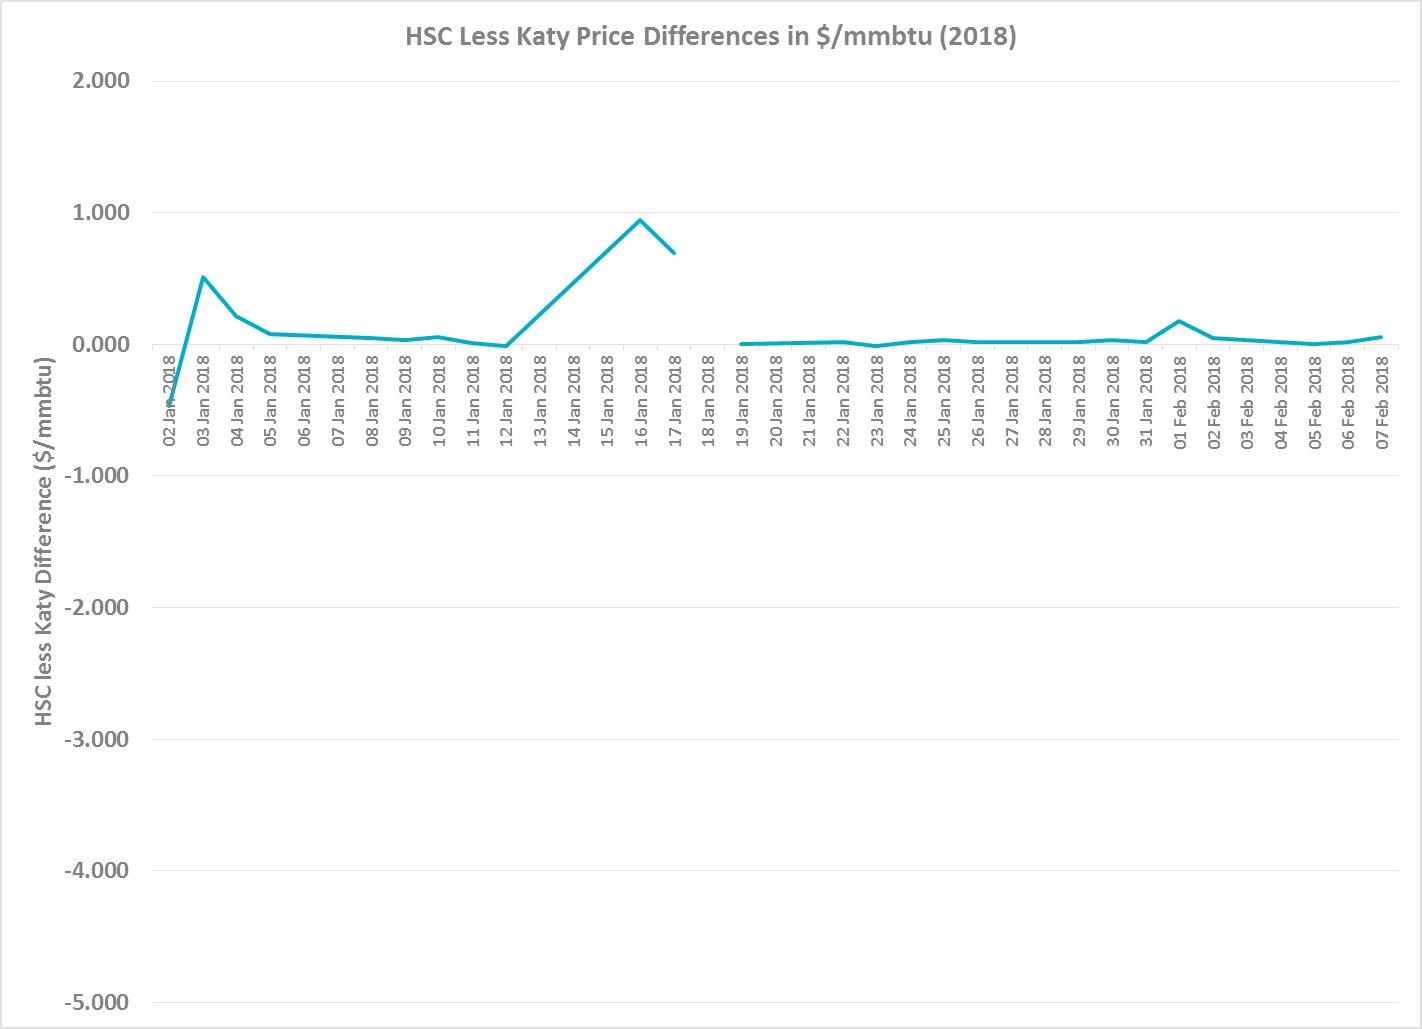 HSC Less Katy Price Differences in $/mmbtu (2018)
2.000
1.000
0.000
-1.000
-2.000
-3.000
-4.000
-5.000
HSC less Katy Difference ($/mmbtu)
02 Jan 2018
03 Jan 2018
04 Jan 2018
05 Jan 2018
06 Jan 2018
07 Jan 2018
08 Jan 2018
09 Jan 2018
10 Jan 2018
11 Jan 2018
12 Jan 2018
13 Jan 2018
14 Jan 2018
15 Jan 2018
16 Jan 2018
17 Jan 2018
18 Jan 2018
19 Jan 2018
20 Jan 2018
21 Jan 2018
22 Jan 2018
23 Jan 2018
24 Jan 2018
25 Jan 2018
26 Jan 2018
27 Jan 2018
28 Jan 2018
29 Jan 2018
30 Jan 2018
31 Jan 2018
01 Feb 2018
02 Feb 2018
03 Feb 2018
04 Feb 2018
05 Feb 2018
06 Feb 2018
07 Feb 2018